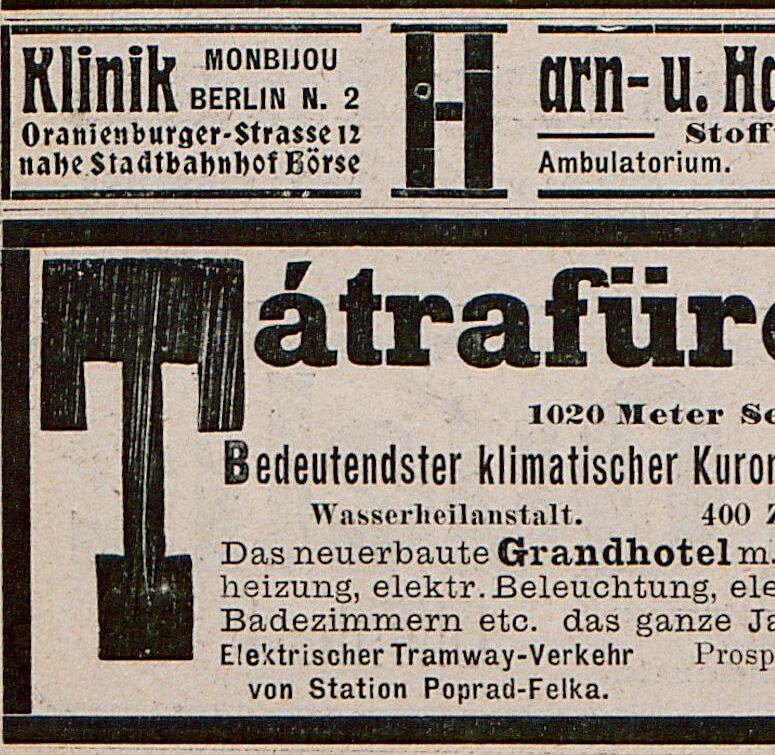 Klinik MONBIJOU
BERLIN N. 2
Oranienburger-Strasse 12
nahe Stadtbahnhof Börse
Harn- u. Ha
Stoff
Ambulatorium.
Tátrafüre
1020 Meter Se
Bedeutendster klimatischer Kuror
Wasserheilanstalt. 400 Z
Das neuerbaute Grandhotel m.
heizung, elektr. Beleuchtung, ele
Badezimmern etc. das ganze Ja
Elektrischer Tramway-Verkehr Prosp
von Station Poprad-Felka.